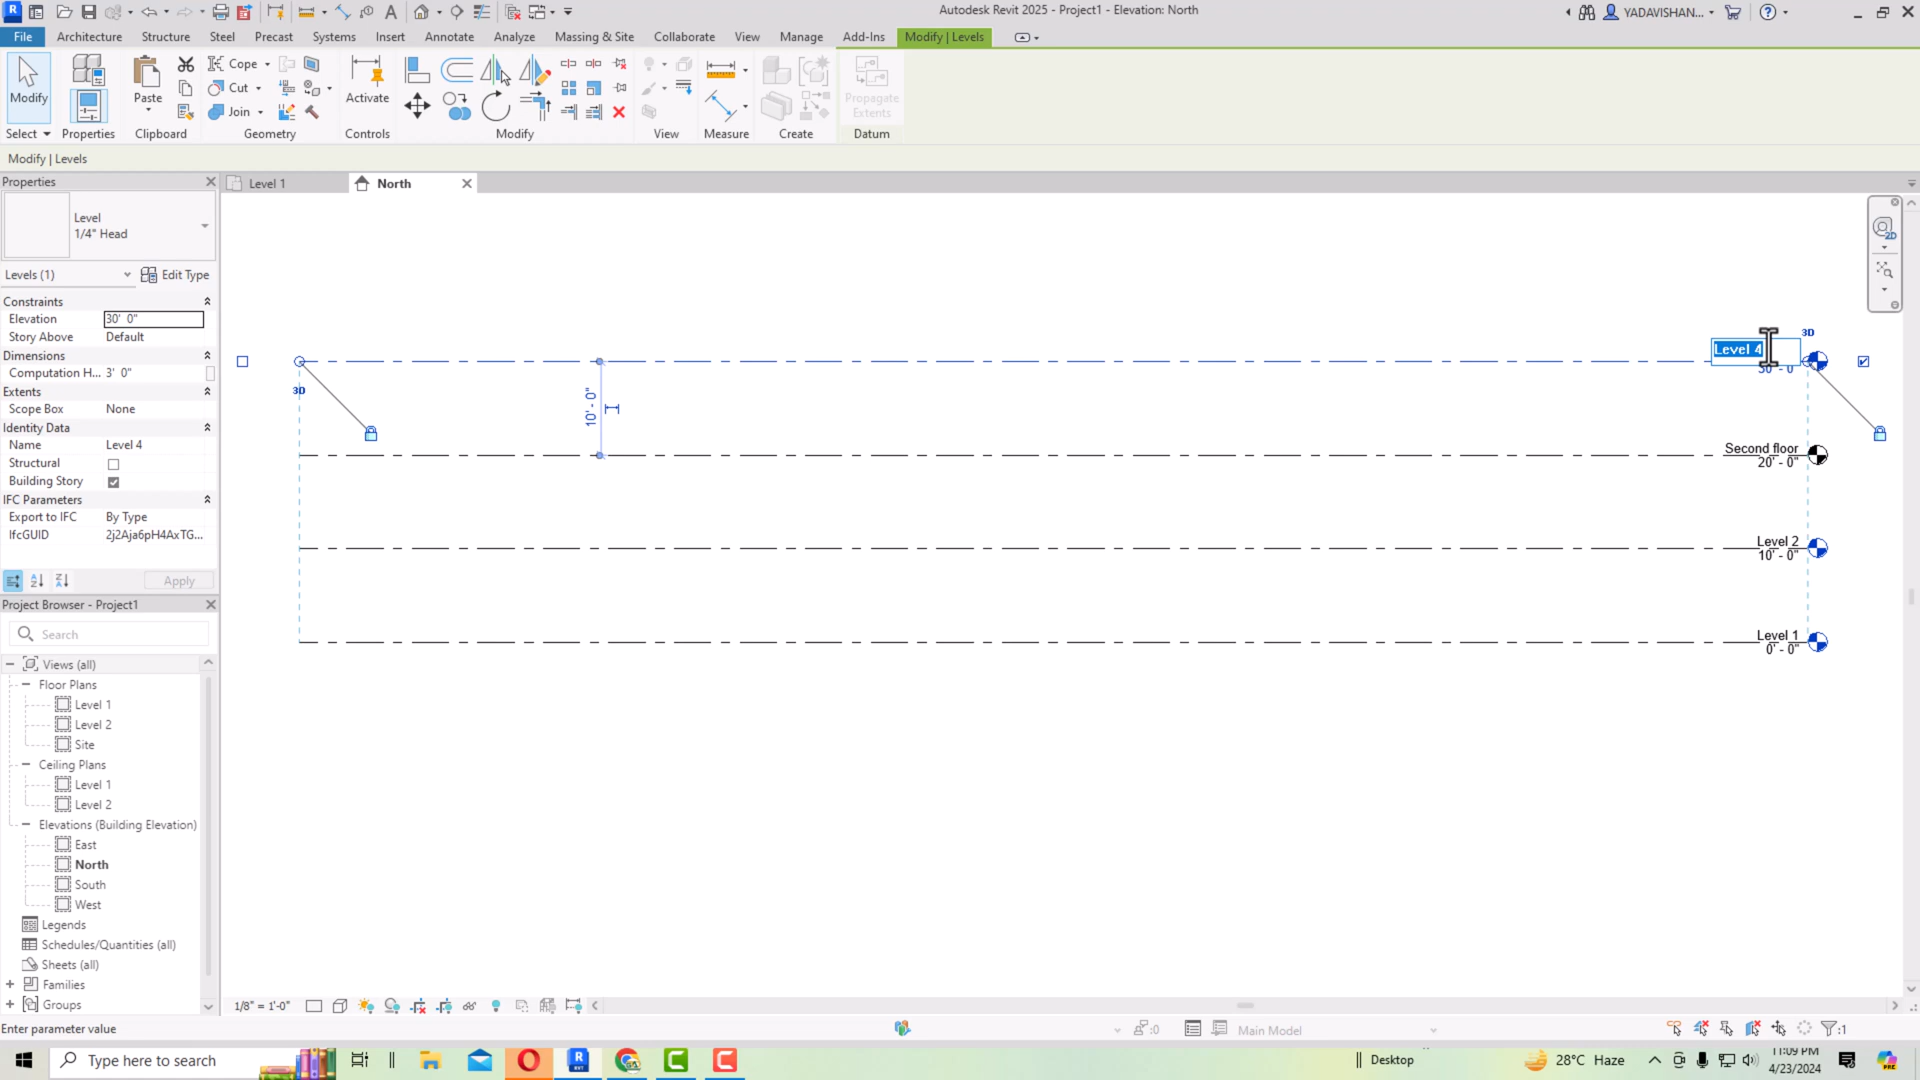 Autodesk Revit 2025 - Project1 - Elevation: North
YADAVISHAN...
File Architecture Structure Steel Precast Systems Insert Annotate Analyze Massing & Site Collaborate View Manage Add-Ins Modify | Levels
Modify
Paste
Cope
Cut
Join
Activate
Propagate
Extents
Select Properties Clipboard Geometry Controls Modify View Measure Create Datum
Modify | Levels
Properties
Level 1
North
Level
1/4" Head
Levels (1)
Edit Type
Constraints
Elevation 30' 0"
Story Above Default
Dimensions
Computation H... 3' 0"
Extents
Scope Box None
Identity Data
Name Level 4
Structural
Building Story
IFC Parameters
Export to IFC By Type
IfcGUID 2j2Aja6pH4AxTG...
Apply
Project Browser - Project1
Search
Views (all)
Floor Plans
Level 1
Level 2
Site
Ceiling Plans
Level 1
Level 2
Elevations (Building Elevation)
East
North
South
West
Legends
Schedules/Quantities (all)
Sheets (all)
Families
Groups
2D
3D
Level 4
3D
10' - 0"
Second floor
20' - 0"
Level 2
10' - 0"
Level 1
0' - 0"
1/8" = 1'-0"
Enter parameter value
:0
Main Model
:1
Type here to search
Desktop
28°C Haze
11:09 PM
4/23/2024